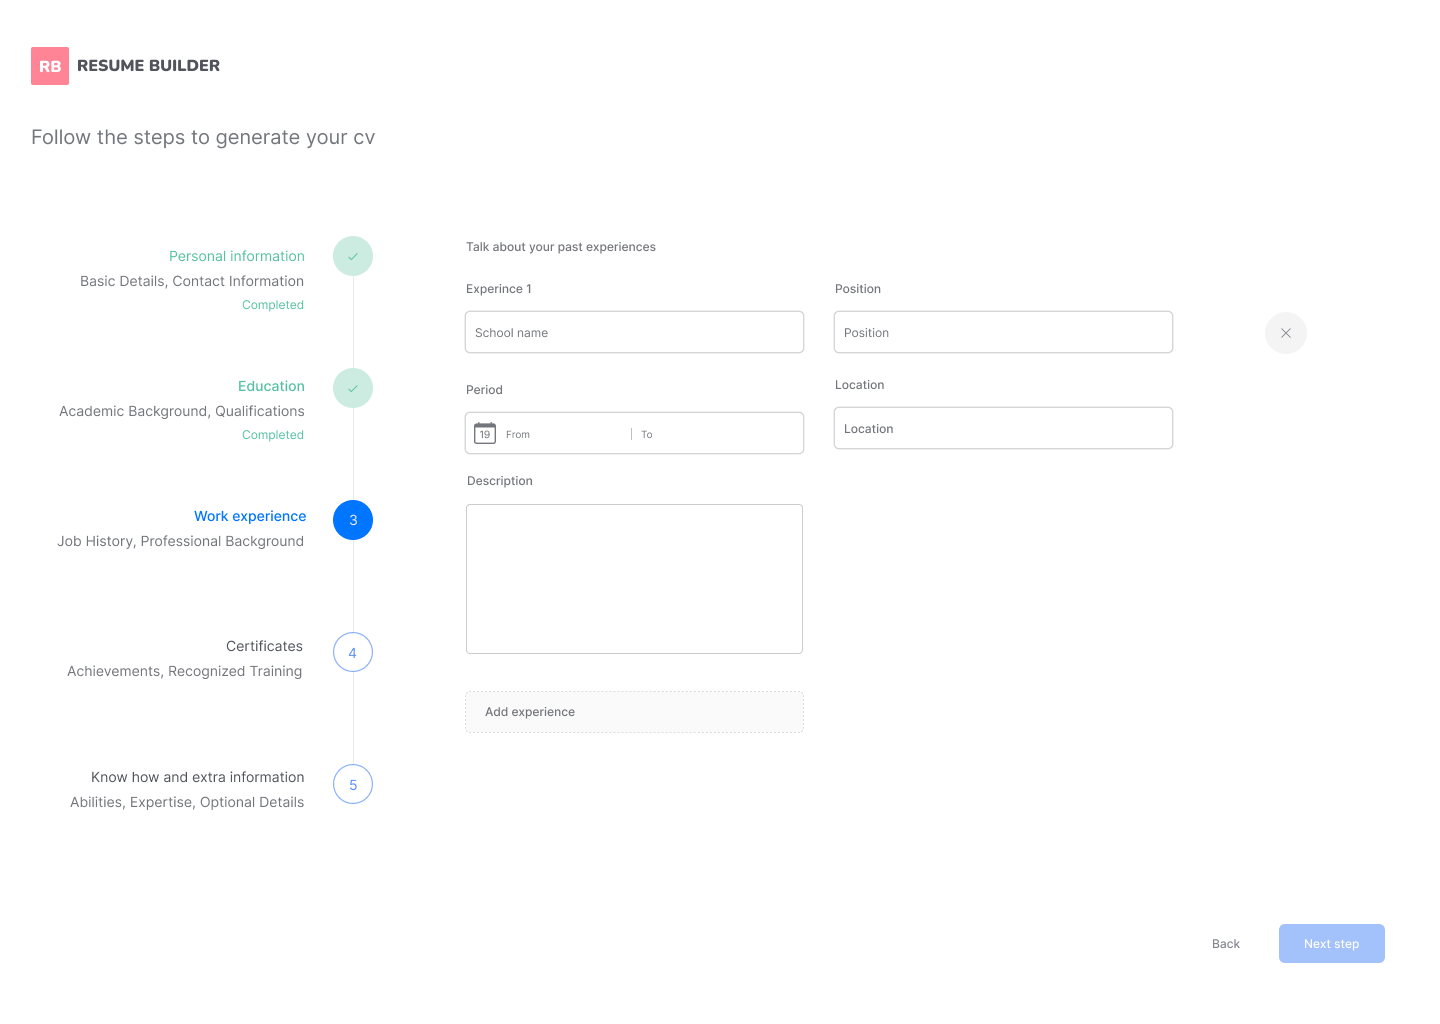 RB RESUME BUILDER
Follow the steps to generate your cv
Personal information
Basic Details, Contact Information
Completed
Education
Academic Background, Qualifications
Completed
Work experience
3
Job History, Professional Background
Certificates
4
Achievements, Recognized Training
Know how and extra information
5
Abilities, Expertise, Optional Details
Talk about your past experiences
Experince 1
School name
Position
Position
Period
19 From To
Location
Location
Description
Add experience
Back
Next step